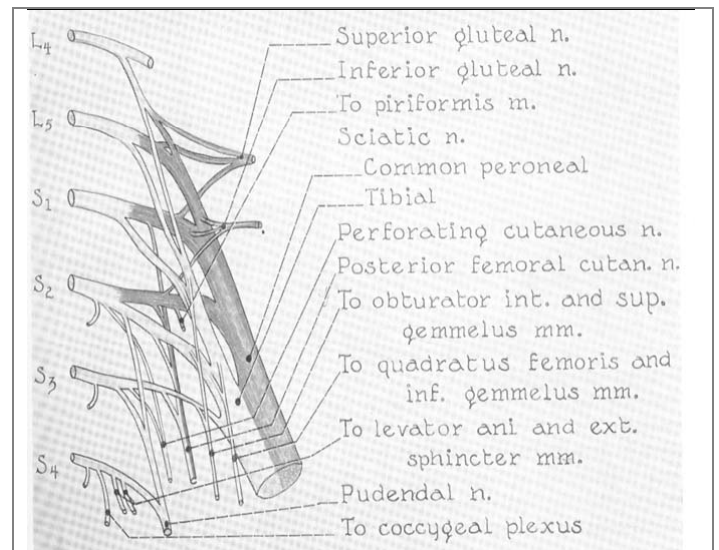 L4
L5
S1
S2
S3
S4
Superior gluteal n.
Inferior gluteal n.
To piriformis m.
Sciatic n.
Common peroneal
Tibial
Perforating cutaneous n.
Posterior femoral cutan. n.
To obturator int. and sup.
gemmelus mm.
To quadratus femoris and
inf. gemmelus mm.
To levator ani and ext.
sphincter mm.
Pudendal n.
To coccygeal plexus